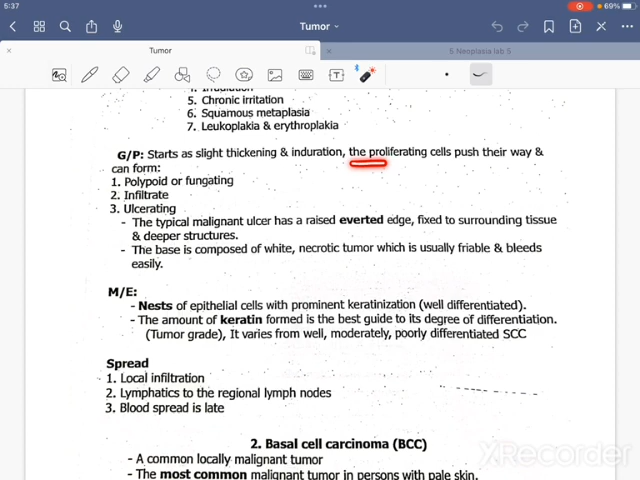 5:37
69%
Tumor
Tumor
5 Neoplasia lab 5
4. Irradiation
5. Chronic irritation
6. Squamous metaplasia
7. Leukoplakia & erythroplakia
G/P: Starts as slight thickening & induration, the proliferating cells push their way &
can form:
1. Polypoid or fungating
2. Infiltrate
3. Ulcerating
- The typical malignant ulcer has a raised everted edge, fixed to surrounding tissue
& deeper structures.
- The base is composed of white, necrotic tumor which is usually friable & bleeds
easily.
M/E:
- Nests of epithelial cells with prominent keratinization (well differentiated).
- The amount of keratin formed is the best guide to its degree of differentiation.
(Tumor grade), It varies from well, moderately, poorly differentiated SCC
Spread
1. Local infiltration
2. Lymphatics to the regional lymph nodes
3. Blood spread is late
2. Basal cell carcinoma (BCC)
- A common locally malignant tumor
- The most common malignant tumor in persons with pale skin.
XRecorder